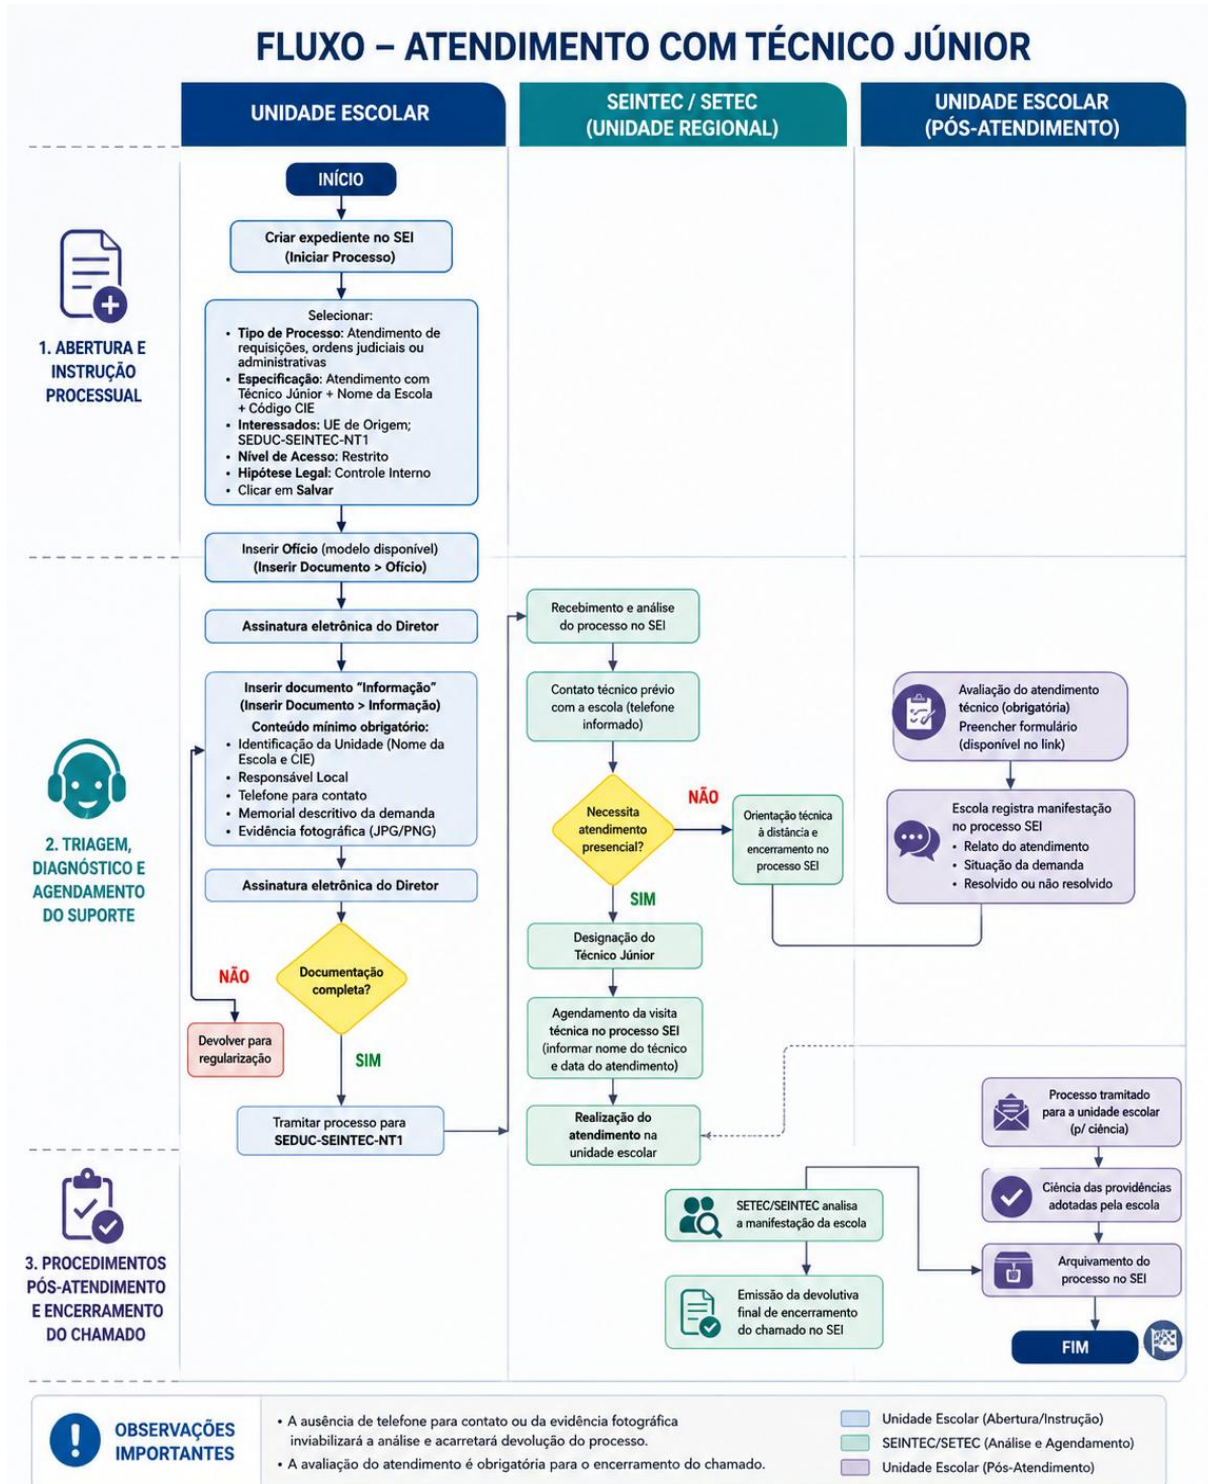 FLUXO – ATENDIMENTO COM TÉCNICO JÚNIOR
UNIDADE ESCOLAR
SEINTEC / SETEC
(UNIDADE REGIONAL)
UNIDADE ESCOLAR
(PÓS-ATENDIMENTO)
1. ABERTURA E
INSTRUÇÃO
PROCESSUAL
INÍCIO
Criar expediente no SEI
(Iniciar Processo)
Selecionar:
• Tipo de Processo: Atendimento de
requisições, ordens judiciais ou
administrativas
• Especificação: Atendimento com
Técnico Júnior + Nome da Escola
+ Código CIE
• Interessados: UE de Origem;
SEDUC-SEINTEC-NT1
• Nível de Acesso: Restrito
• Hipótese Legal: Controle Interno
• Clicar em Salvar
Inserir Ofício (modelo disponível)
(Inserir Documento > Ofício)
2. TRIAGEM,
DIAGNÓSTICO E
AGENDAMENTO
DO SUPORTE
Assinatura eletrônica do Diretor
Inserir documento "Informação"
(Inserir Documento > Informação)
Conteúdo mínimo obrigatório:
• Identificação da Unidade (Nome da
Escola e CIE)
• Responsável Local
• Telefone para contato
• Memorial descritivo da demanda
• Evidência fotográfica (JPG/PNG)
Assinatura eletrônica do Diretor
Documentação
completa?
NÃO
Devolver para
regularização
SIM
Tramitar processo para
SEDUC-SEINTEC-NT1
Recebimento e análise
do processo no SEI
Contato técnico prévio
com a escola (telefone
informado)
Necessita
atendimento
presencial?
NÃO
Orientação técnica
à distância e
encerramento no
processo SEI
SIM
Designação do
Técnico Júnior
Agendamento da visita
técnica no processo SEI
(informar nome do técnico
e data do atendimento)
Realização do
atendimento na
unidade escolar
Avaliação do atendimento
técnico (obrigatória)
Preencher formulário
(disponível no link)
Escola registra manifestação
no processo SEI
• Relato do atendimento
• Situação da demanda
• Resolvido ou não resolvido
3. PROCEDIMENTOS
PÓS-ATENDIMENTO
E ENCERRAMENTO
DO CHAMADO
SETEC/SEINTEC analisa
a manifestação da escola
Emissão da devolutiva
final de encerramento
do chamado no SEI
Processo tramitado
para a unidade escolar
(p/ ciência)
Ciência das providências
adotadas pela escola
Arquivamento do
processo no SEI
FIM
OBSERVAÇÕES
IMPORTANTES
• A ausência de telefone para contato ou da evidência fotográfica
inviabilizará a análise e acarretará devolução do processo.
• A avaliação do atendimento é obrigatória para o encerramento do chamado.
Unidade Escolar (Abertura/Instrução)
SEINTEC/SETEC (Análise e Agendamento)
Unidade Escolar (Pós-Atendimento)